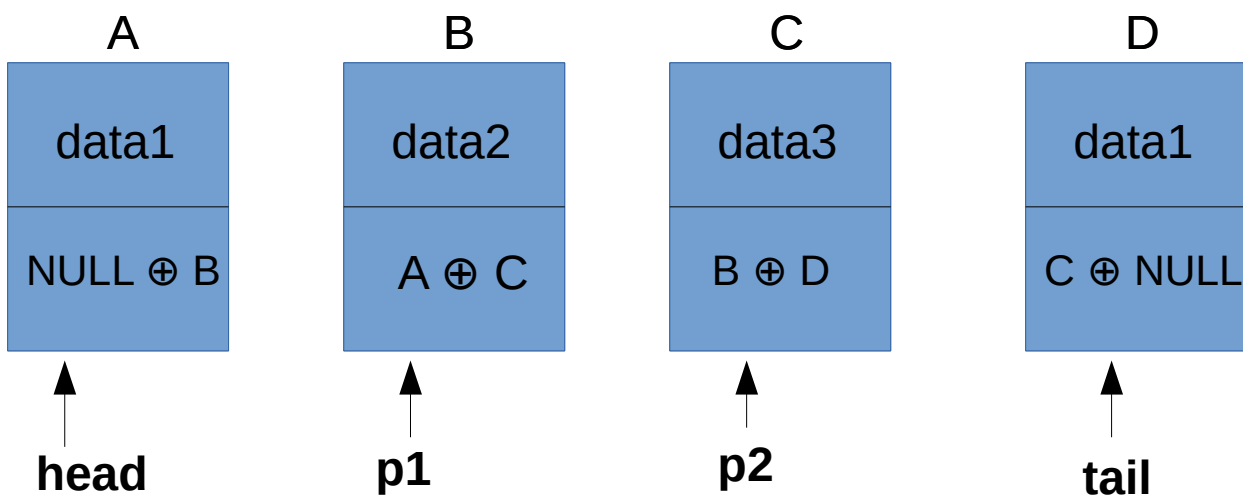 A B C D
data1 data2 data3 data1
NULL ⊕ B A ⊕ C B ⊕ D C ⊕ NULL
head p1 p2 tail